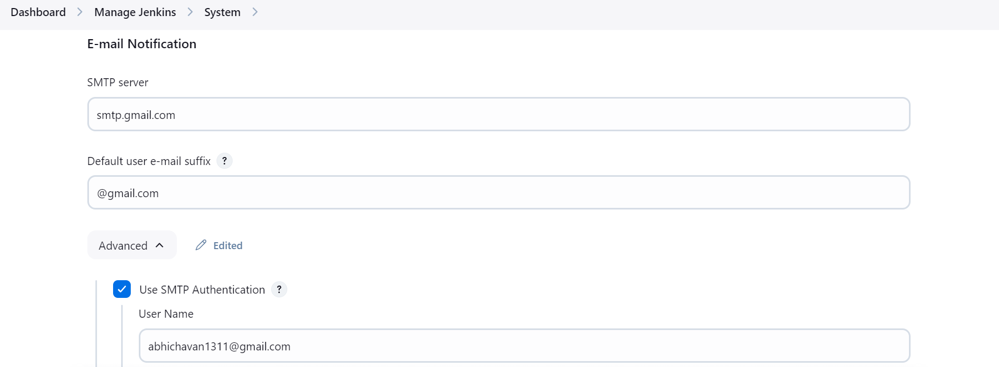 Dashboard > Manage Jenkins > System >
E-mail Notification
SMTP server
smtp.gmail.com
Default user e-mail suffix ?
@gmail.com
Advanced Edited
Use SMTP Authentication ?
User Name
abhichavan1311@gmail.com